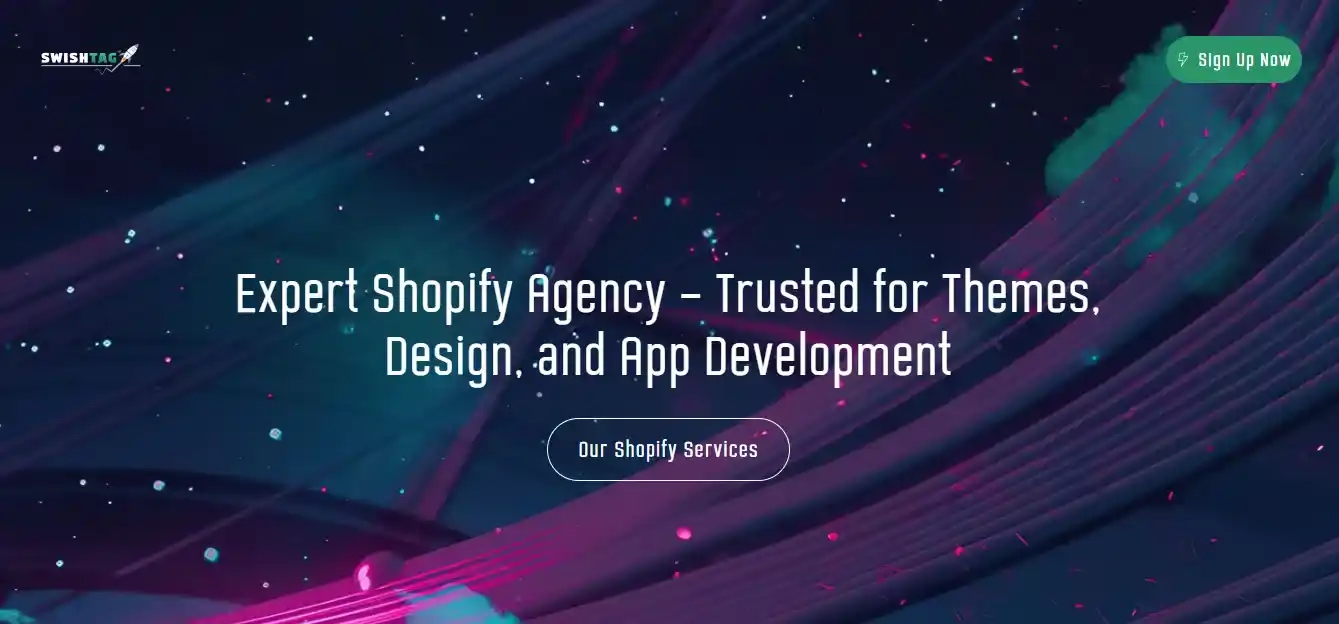 SWISHTAG
Sign Up Now
Expert Shopify Agency – Trusted for Themes,
Design, and App Development
Our Shopify Services